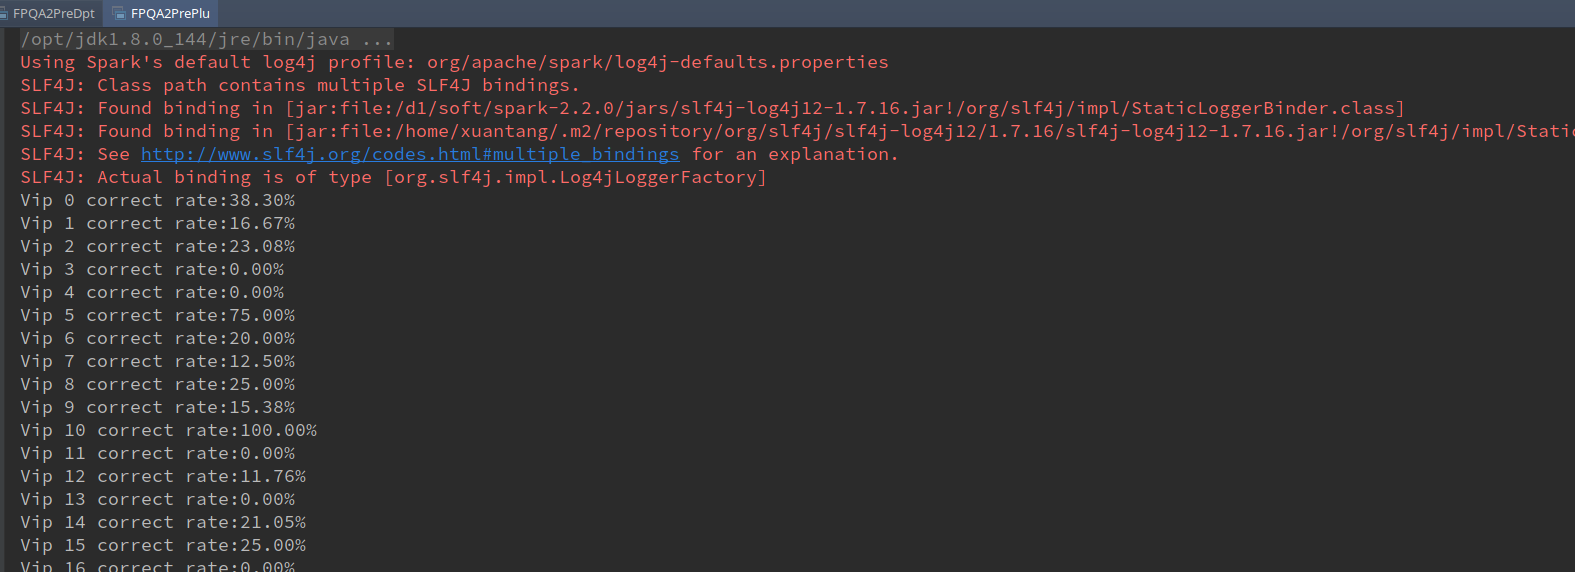 FPQA2PreDpt FPQA2PrePlu
/opt/jdk1.8.0_144/jre/bin/java ...
Using Spark's default log4j profile: org/apache/spark/log4j-defaults.properties
SLF4J: Class path contains multiple SLF4J bindings.
SLF4J: Found binding in [jar:file:/d1/soft/spark-2.2.0/jars/slf4j-log4j12-1.7.16.jar!/org/slf4j/impl/StaticLoggerBinder.class]
SLF4J: Found binding in [jar:file:/home/xuantang/.m2/repository/org/slf4j/slf4j-log4j12/1.7.16/slf4j-log4j12-1.7.16.jar!/org/slf4j/impl/Static
SLF4J: See http://www.slf4j.org/codes.html#multiple_bindings for an explanation.
SLF4J: Actual binding is of type [org.slf4j.impl.Log4jLoggerFactory]
Vip 0 correct rate:38.30%
Vip 1 correct rate:16.67%
Vip 2 correct rate:23.08%
Vip 3 correct rate:0.00%
Vip 4 correct rate:0.00%
Vip 5 correct rate:75.00%
Vip 6 correct rate:20.00%
Vip 7 correct rate:12.50%
Vip 8 correct rate:25.00%
Vip 9 correct rate:15.38%
Vip 10 correct rate:100.00%
Vip 11 correct rate:0.00%
Vip 12 correct rate:11.76%
Vip 13 correct rate:0.00%
Vip 14 correct rate:21.05%
Vip 15 correct rate:25.00%
Vip 16 correct rate:0.00%